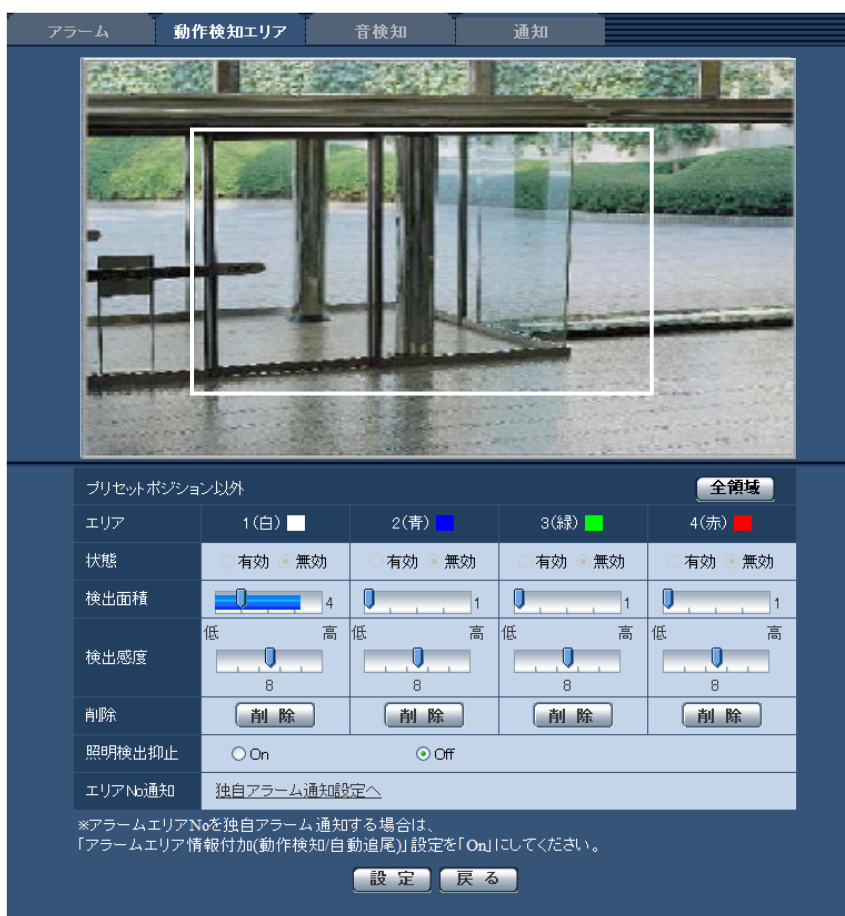 アラーム 動作検知エリア 音検知 通知
プリセットポジション以外 全領域
エリア 1(白) 2(青) 3(緑) 4(赤)
状態 有効 無効 有効 無効 有効 無効 有効 無効
検出面積 4 1 1 1
低 高 低 高 低 高 低 高
検出感度
8 8 8 8
削除 削 除 削 除 削 除 削 除
照明検出抑止 On Off
エリアNo通知 独自アラーム通知設定へ
※アラームエリアNoを独自アラーム通知する場合は、
「アラームエリア情報付加(動作検知/自動追尾)」設定を「On」にしてください。
設 定 戻 る